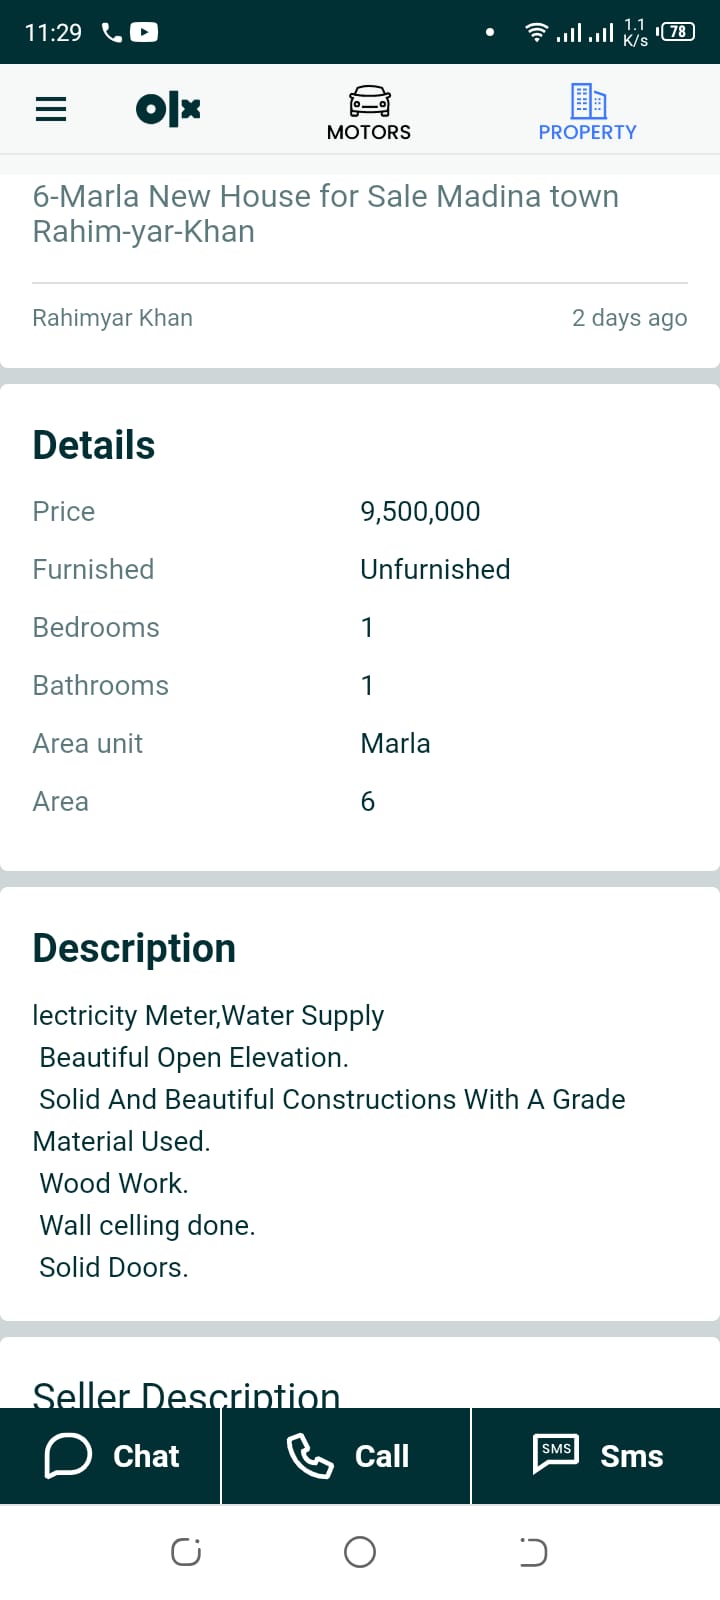 11:29
1.1
K/s
78
olx
MOTORS
PROPERTY
6-Marla New House for Sale Madina town
Rahim-yar-Khan
Rahimyar Khan 2 days ago
Details
Price 9,500,000
Furnished Unfurnished
Bedrooms 1
Bathrooms 1
Area unit Marla
Area 6
Description
lectricity Meter,Water Supply
Beautiful Open Elevation.
Solid And Beautiful Constructions With A Grade
Material Used.
Wood Work.
Wall celling done.
Solid Doors.
Seller Description
Chat Call SMS Sms